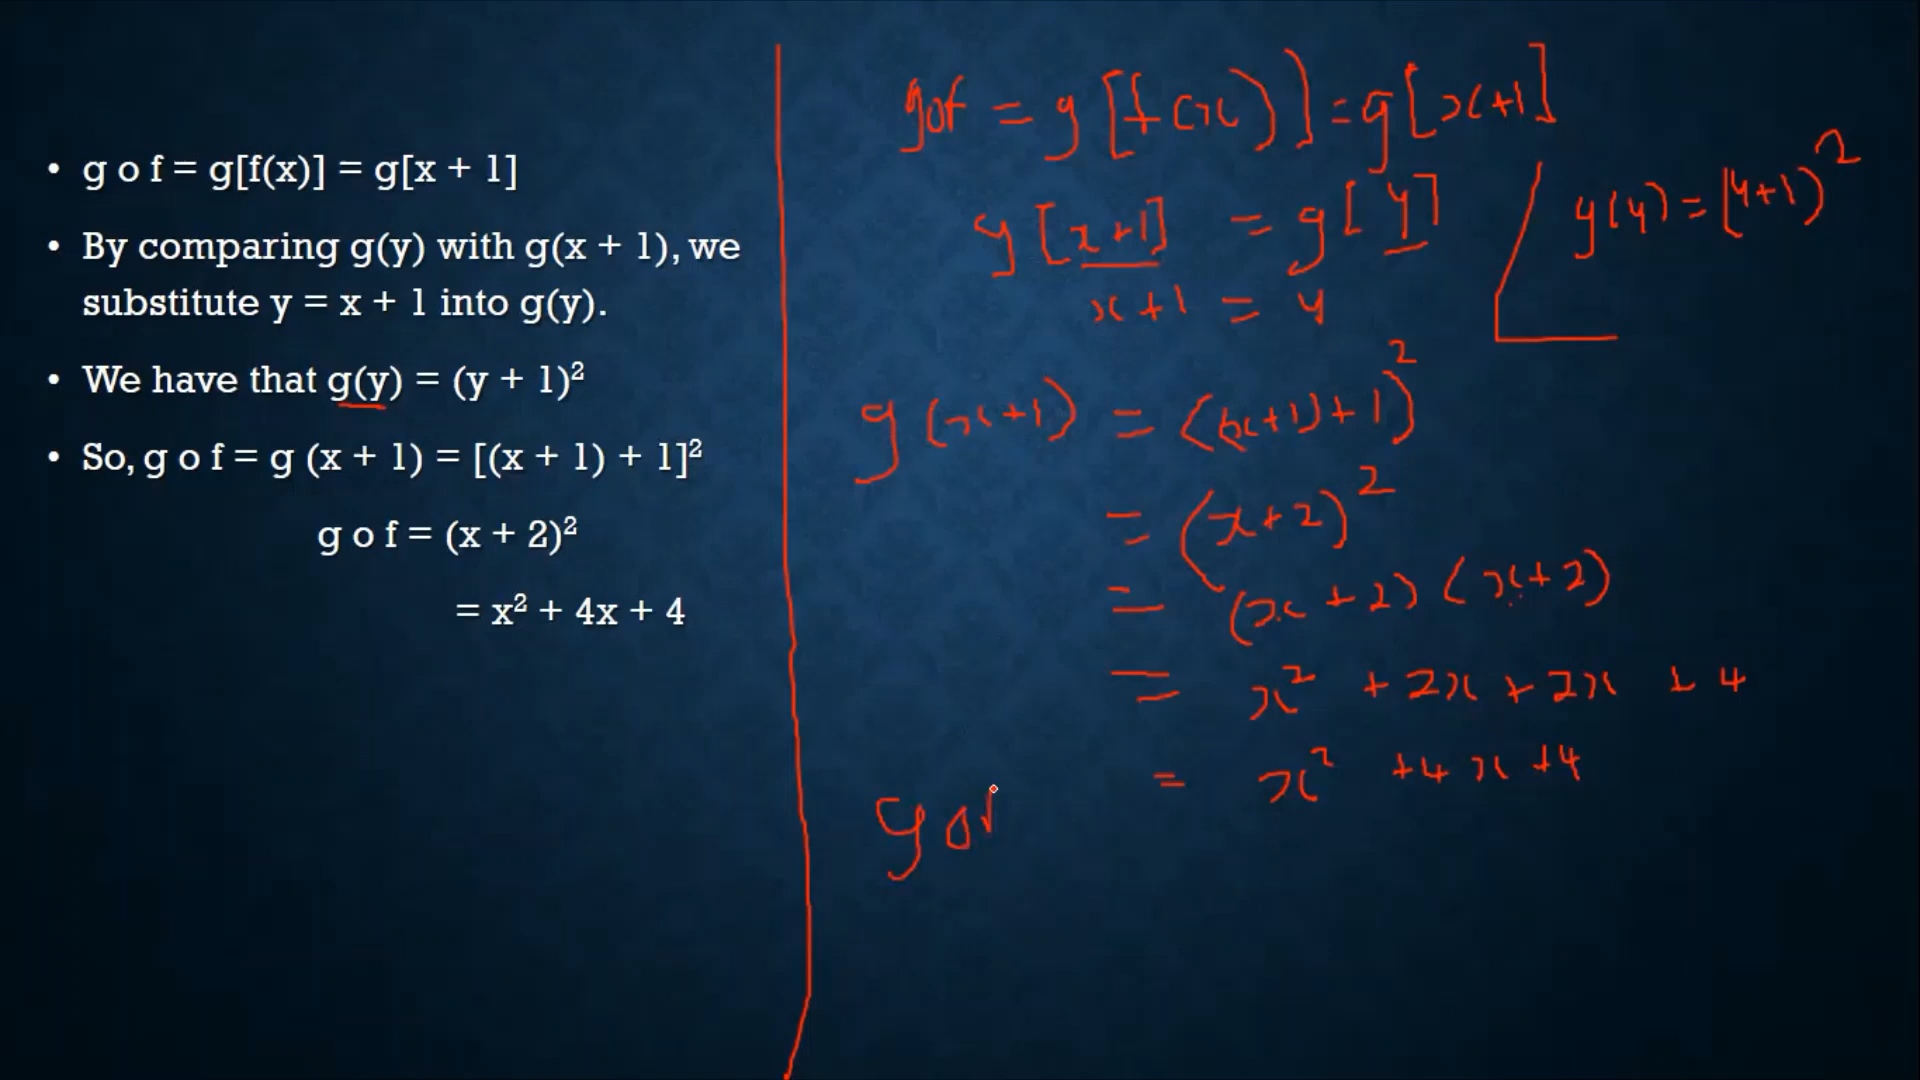 • g o f = g[f(x)] = g[x + 1]
• By comparing g(y) with g(x + 1), we
substitute y = x + 1 into g(y).
• We have that g(y) = (y + 1)²
• So, g o f = g (x + 1) = [(x + 1) + 1]²
g o f = (x + 2)²
= x² + 4x + 4
gof = g[f(x)] = g[x+1]
g[x+1] = g[y]
g(y) = (y+1)²
x+1 = y
g(x+1) = ((x+1)+1)²
= (x+2)²
= (x+2)(x+2)
= x² + 2x + 2x + 4
= x² +4x +4
go